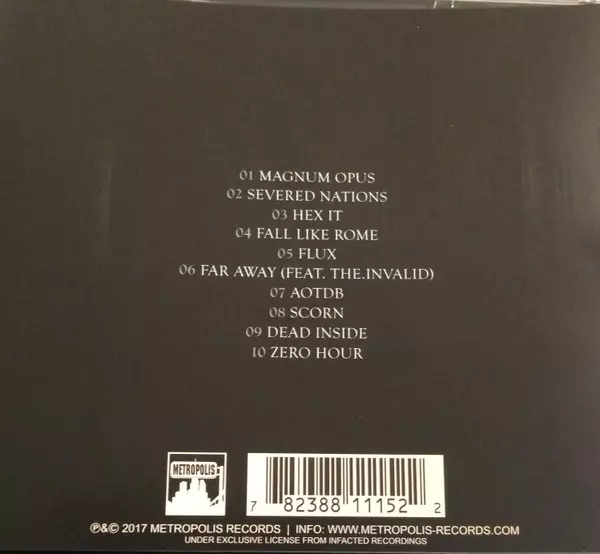 01 MAGNUM OPUS
02 SEVERED NATIONS
03 HEX IT
04 FALL LIKE ROME
05 FLUX
06 FAR AWAY (FEAT. THE.INVALID)
07 AOTDB
08 SCORN
09 DEAD INSIDE
10 ZERO HOUR
METROPOLIS
7 82388 11152 2
℗&© 2017 METROPOLIS RECORDS | INFO: WWW.METROPOLIS-RECORDS.COM
UNDER EXCLUSIVE LICENSE FROM INFACTED RECORDINGS